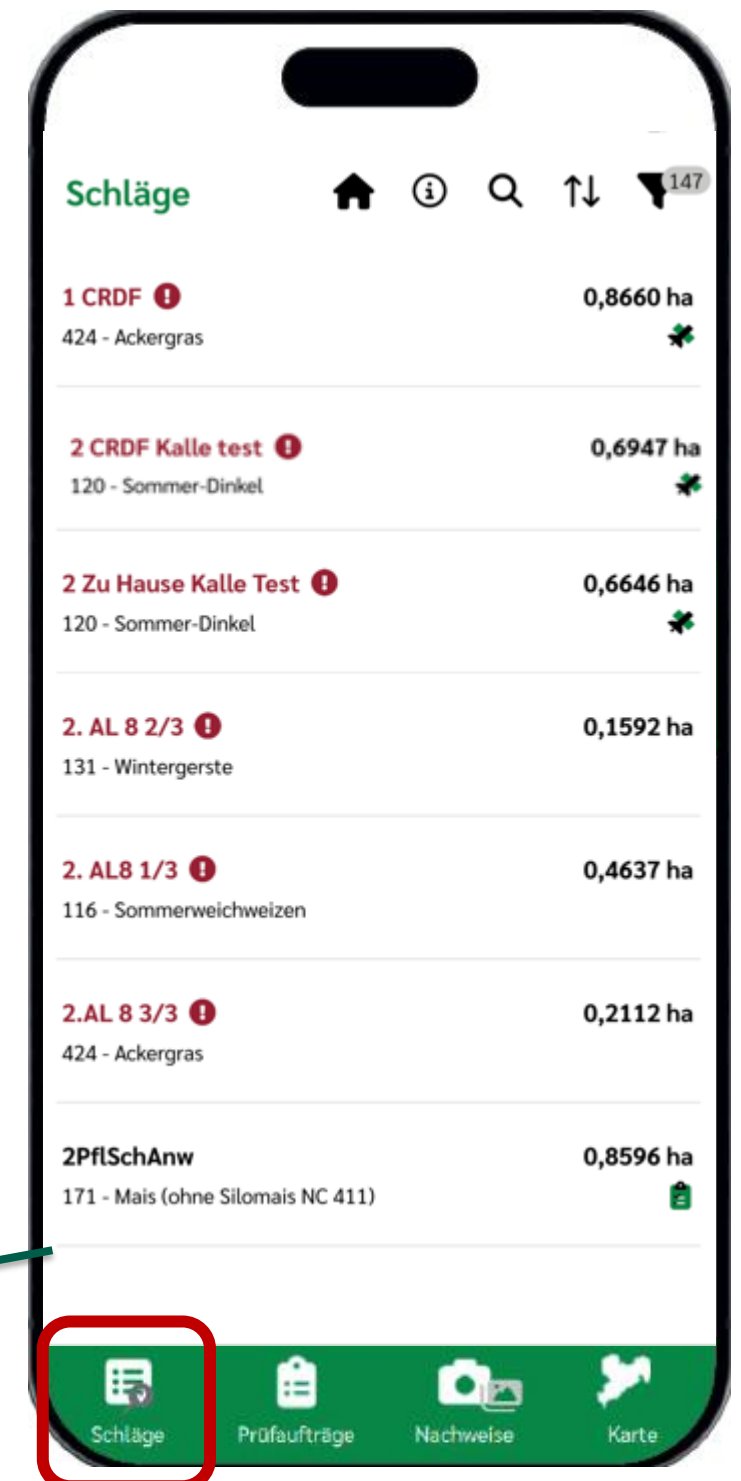 Schläge 147
1 CRDF 0,8660 ha
424 - Ackergras
2 CRDF Kalle test 0,6947 ha
120 - Sommer-Dinkel
2 Zu Hause Kalle Test 0,6646 ha
120 - Sommer-Dinkel
2. AL 8 2/3 0,1592 ha
131 - Wintergerste
2. AL8 1/3 0,4637 ha
116 - Sommerweichweizen
2.AL 8 3/3 0,2112 ha
424 - Ackergras
2PflSchAnw 0,8596 ha
171 - Mais (ohne Silomais NC 411)
Schläge Prüfaufträge Nachweise Karte